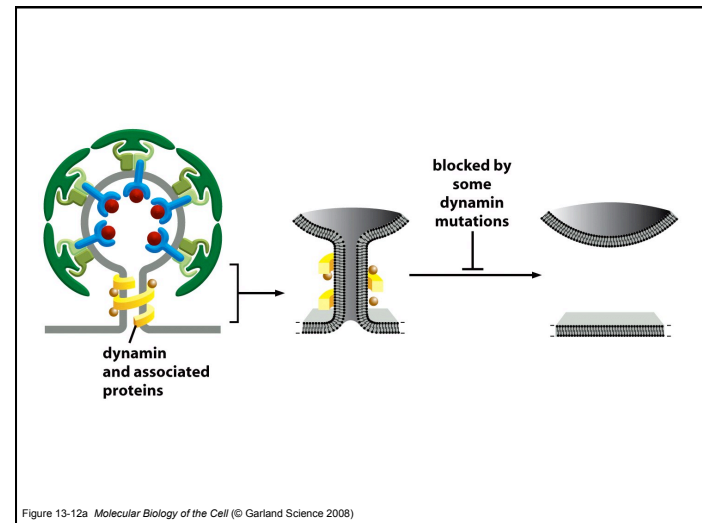 blocked by
some
dynamin
mutations
dynamin
and associated
proteins
Figure 13-12a Molecular Biology of the Cell (© Garland Science 2008)